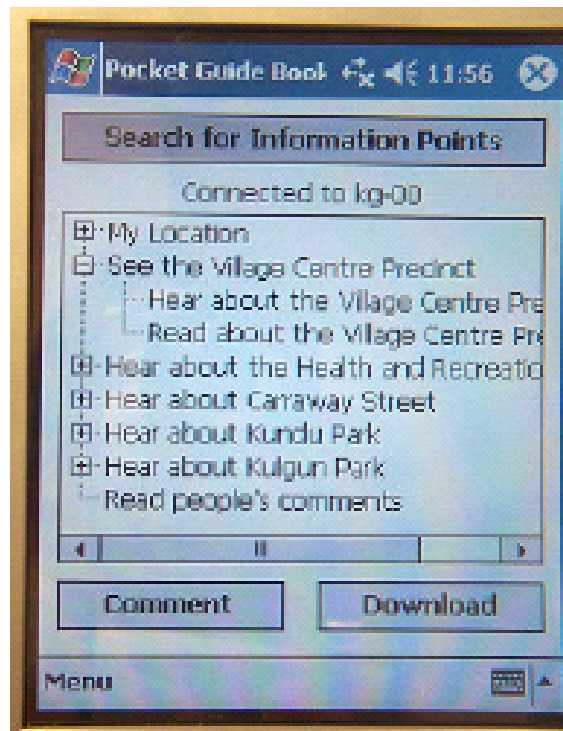 Pocket Guide Book 11:56
Search for Information Points
Connected to kg-00
My Location
See the Village Centre Precinct
Hear about the Village Centre Pre
Read about the Village Centre Pre
Hear about the Health and Recreatio
Hear about Carraway Street
Hear about Kundu Park
Hear about Kulgun Park
Read people's comments
Comment Download
Menu